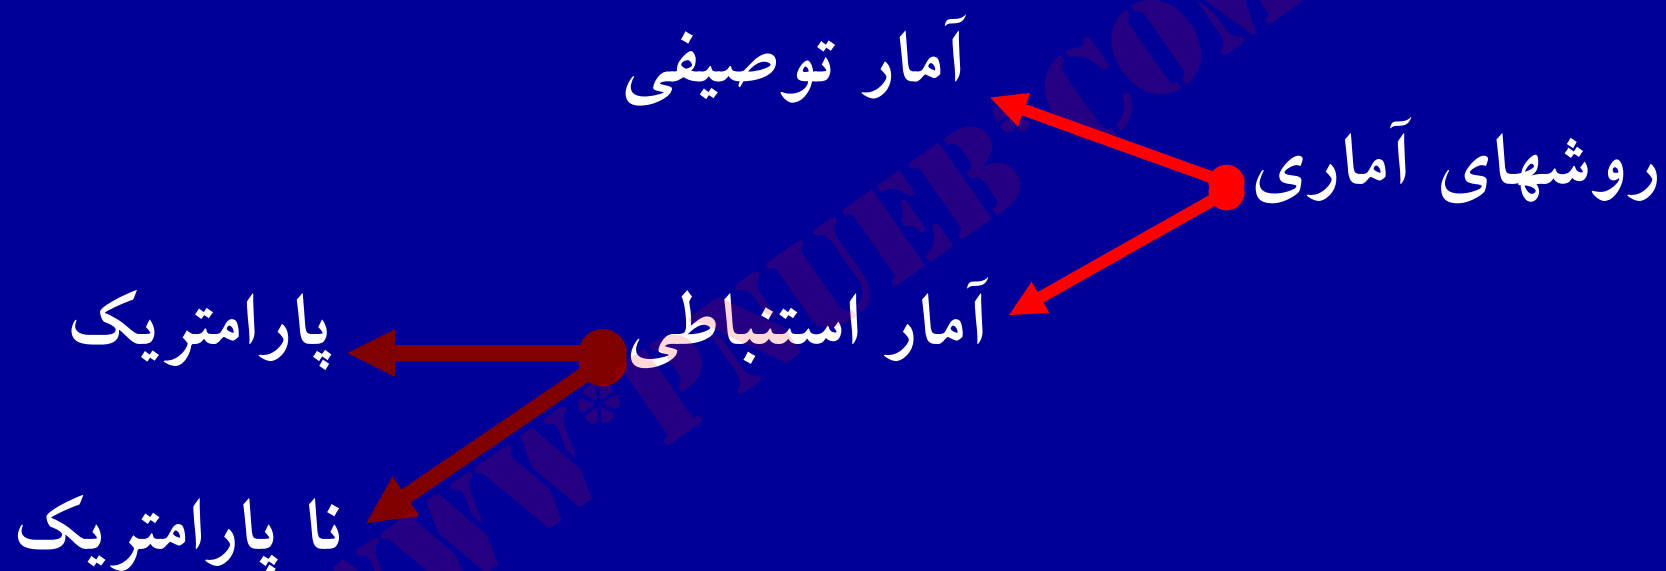 آمار توصیفی
روشهای آماری
آمار استنباطی
پارامتریک
نا پارامتریک
WWW*PNUEB*COM